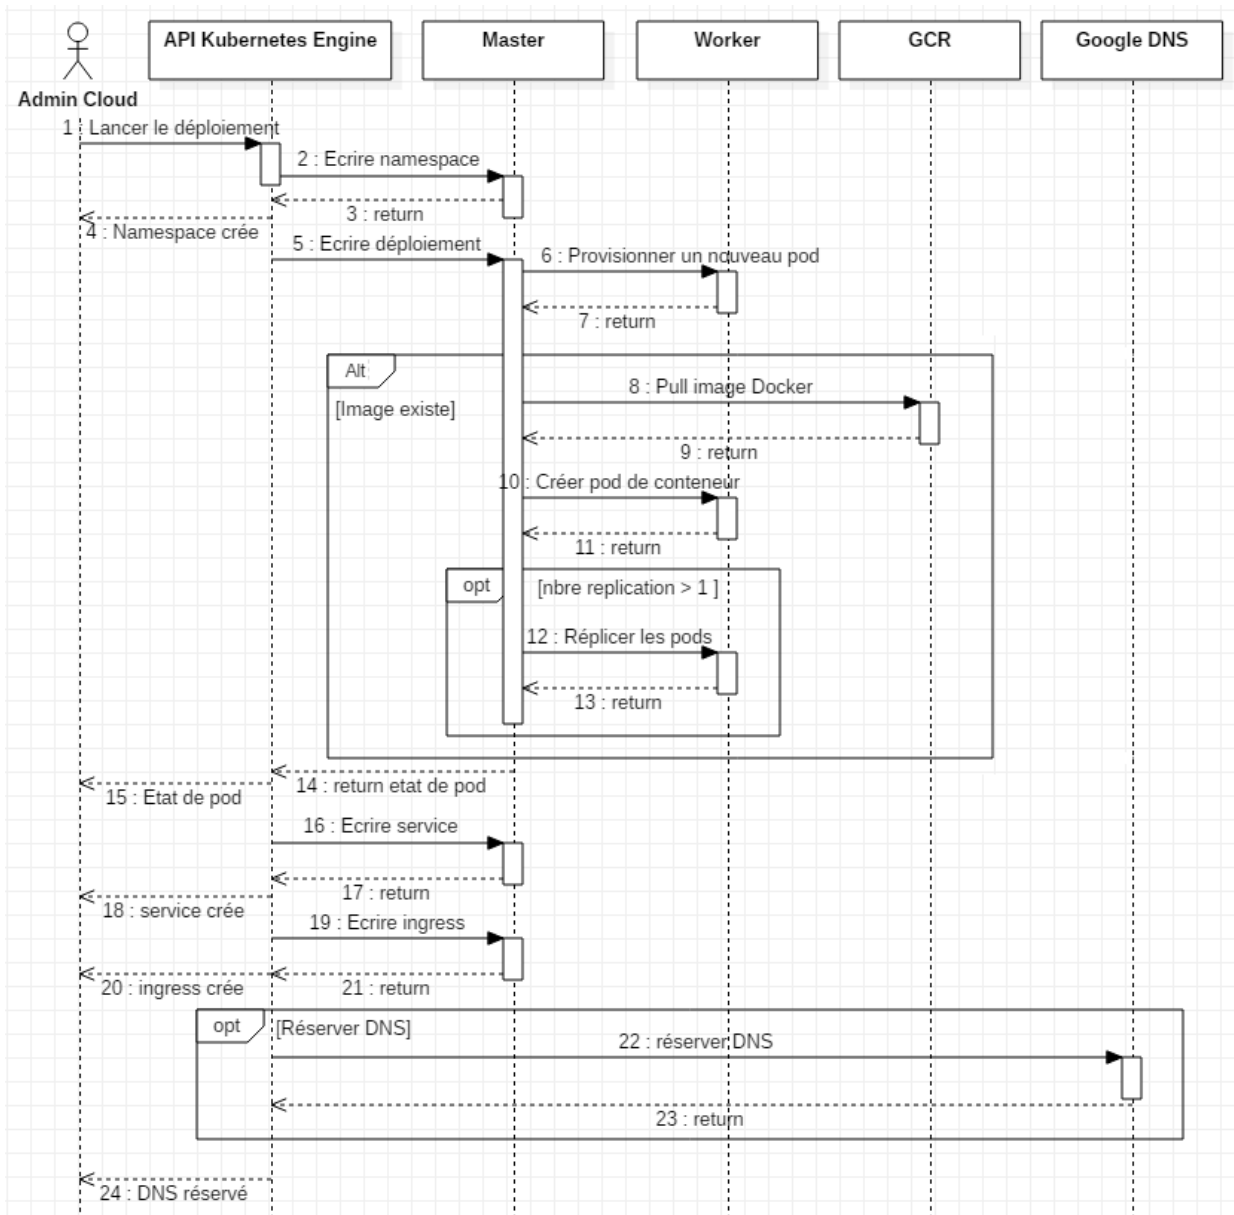 API Kubernetes Engine
Master
Worker
GCR
Google DNS
Admin Cloud
1 : Lancer le déploiement
2 : Ecrire namespace
3 : return
4 : Namespace crée
5 : Ecrire déploiement
6 : Provisionner un nouveau pod
7 : return
Alt
8 : Pull image Docker
[Image existe]
9 : return
10 : Créer pod de conteneur
11 : return
opt
[nbre replication > 1 ]
12 : Réplicer les pods
13 : return
14 : return etat de pod
15 : Etat de pod
16 : Ecrire service
17 : return
18 : service crée
19 : Ecrire ingress
20 : ingress crée
21 : return
opt
[Réserver DNS]
22 : réserver DNS
23 : return
24 : DNS réservé